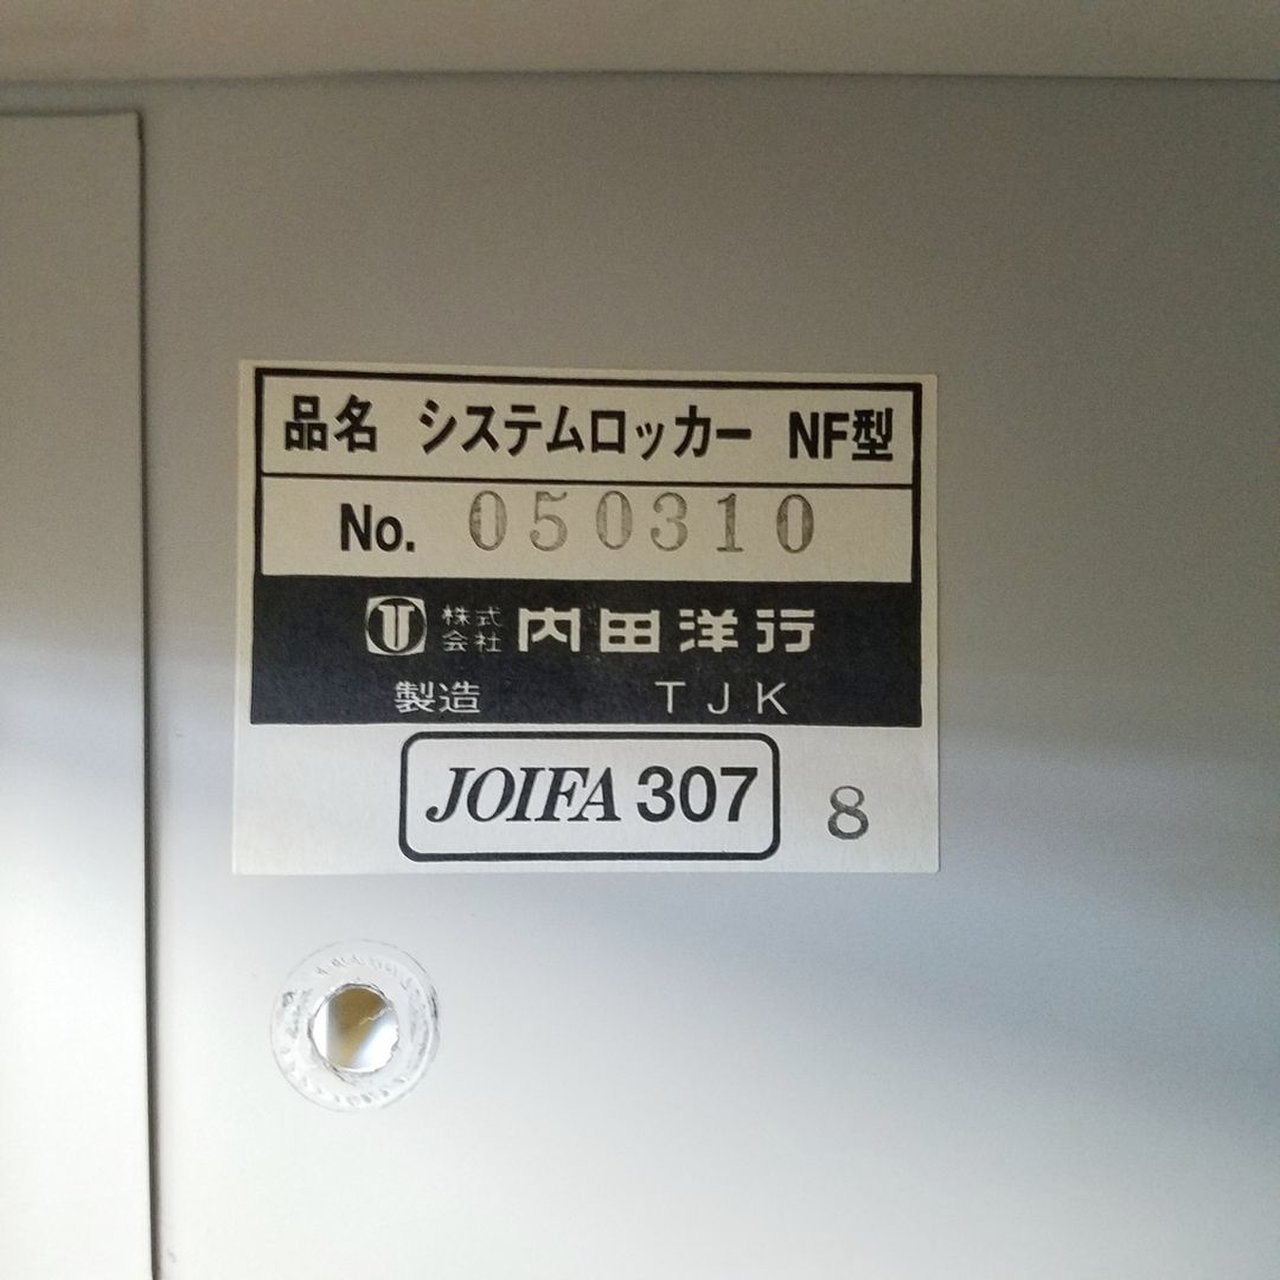 品名 システムロッカー NF型
No. 050310
株式会社 内田洋行
製造 TJK
JOIFA 307 8